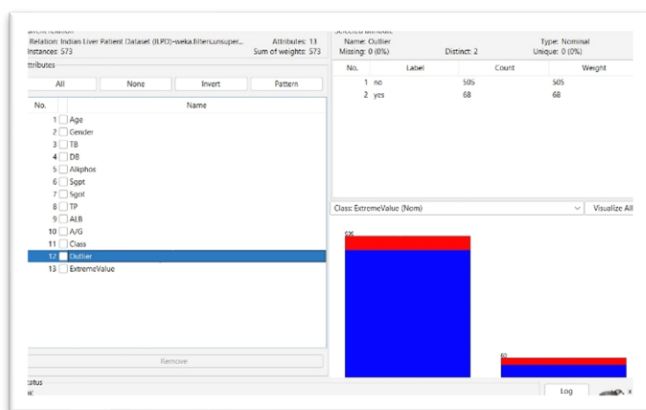 Relation: Indian Liver Patient Dataset (ILPD)-weka.filters.unsuper...
Attributes: 13
Instances: 573
Sum of weights: 573
Attributes
All None Invert Pattern
No. Name
1 Age
2 Gender
3 TB
4 DB
5 Alkphos
6 Sgpt
7 Sgot
8 TP
9 ALB
10 A/G
11 Class
12 Outlier
13 ExtremeValue
Remove
Status
Selected attribute
Name: Outlier Type: Nominal
Missing: 0 (0%) Distinct: 2 Unique: 0 (0%)
No. Label Count Weight
1 no 505 505
2 yes 68 68
Class: ExtremeValue (Nom) Visualize All
505
Log
x